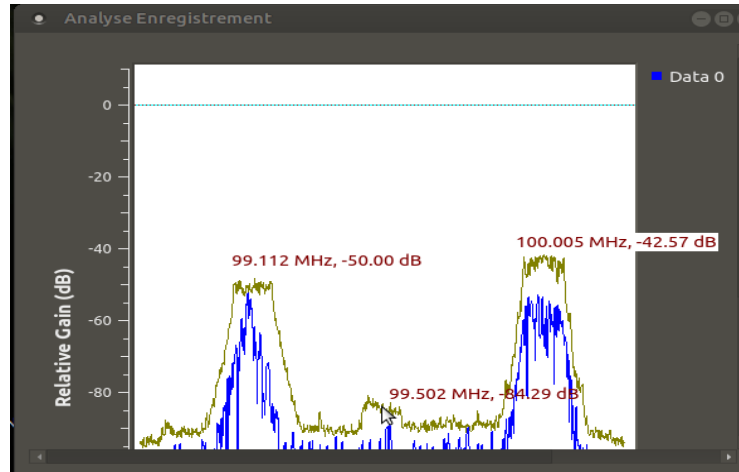 Analyse Enregistrement
Data 0
0
-20
-40
-60
-80
Relative Gain (dB)
100.005 MHz, -42.57 dB
99.112 MHz, -50.00 dB
99.502 MHz, -84.29 dB